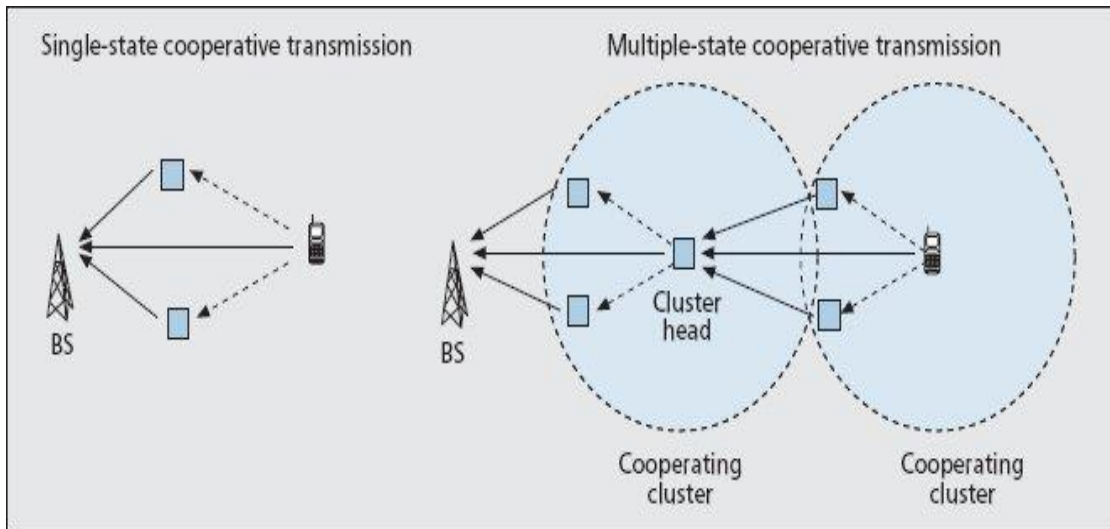 Single-state cooperative transmission
Multiple-state cooperative transmission
BS
BS
Cluster
head
Cooperating
cluster
Cooperating
cluster